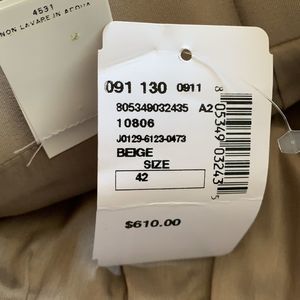 4531
NON LAVARE IN ACQUA
091 130 0911
805349032435 A2
10806
J0129-6123-0473
BEIGE
SIZE
42
$610.00
8 05349 03243 5